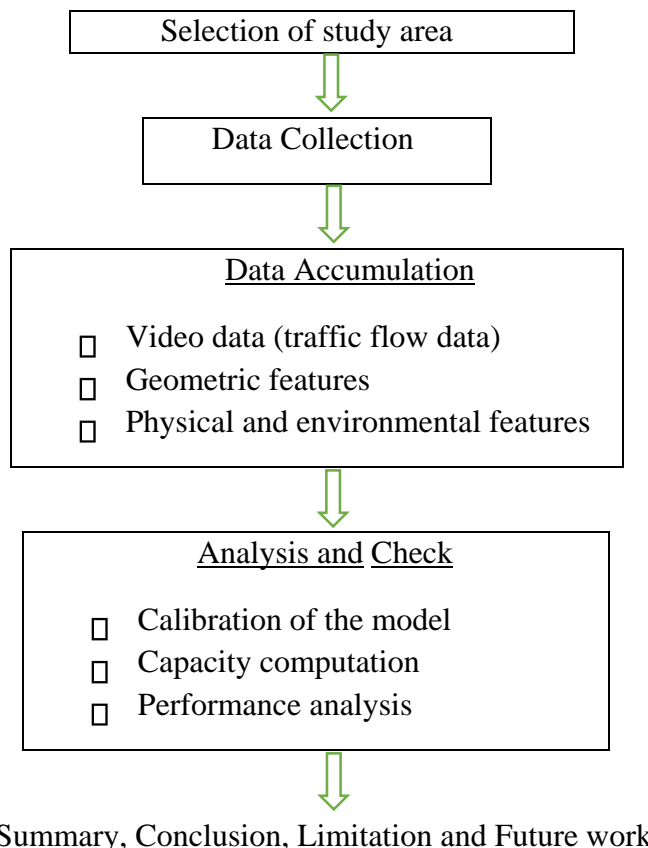 Selection of study area
Data Collection
Data Accumulation
Video data (traffic flow data)
Geometric features
Physical and environmental features
Analysis and Check
Calibration of the model
Capacity computation
Performance analysis
Summary, Conclusion, Limitation and Future work